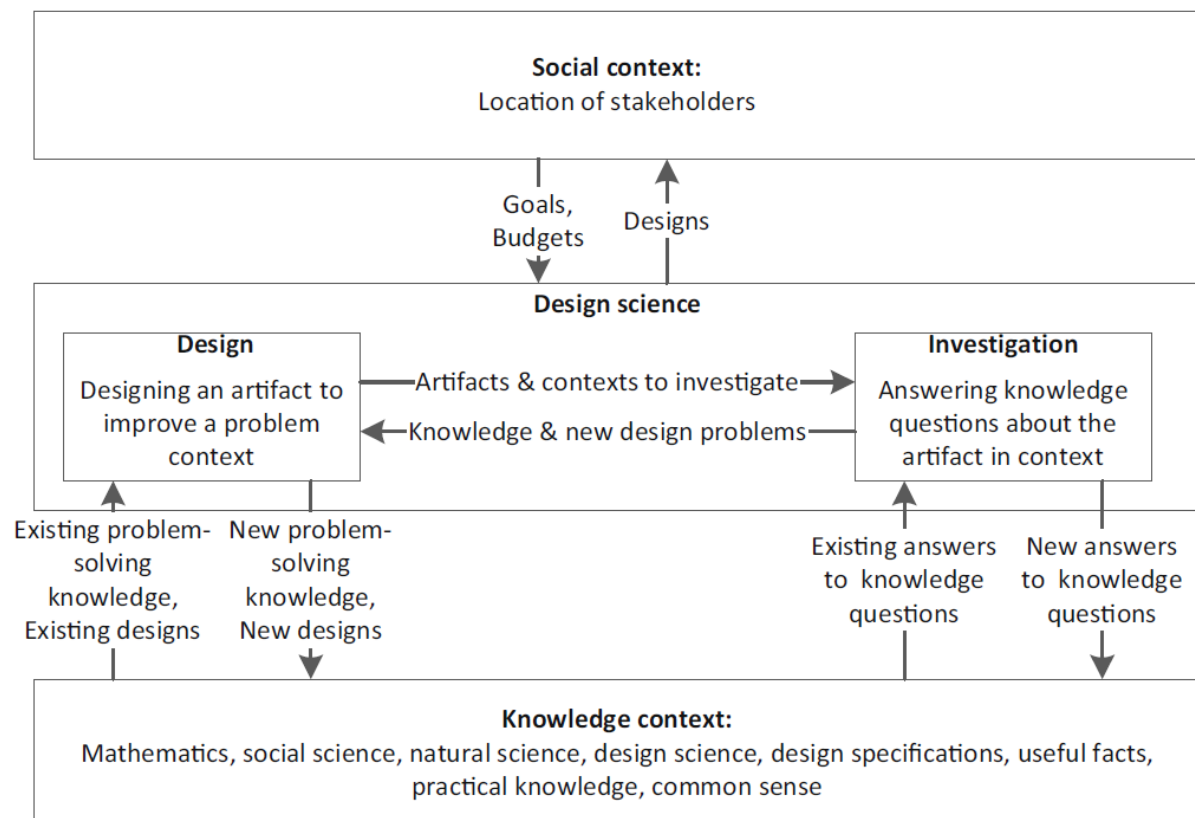 Social context:
Location of stakeholders
Goals,
Budgets
Designs
Design science
Design
Designing an artifact to
improve a problem
context
Artifacts & contexts to investigate
Knowledge & new design problems
Investigation
Answering knowledge
questions about the
artifact in context
Existing problem-
solving
knowledge,
Existing designs
New problem-
solving
knowledge,
New designs
Existing answers
to knowledge
questions
New answers
to knowledge
questions
Knowledge context:
Mathematics, social science, natural science, design science, design specifications, useful facts,
practical knowledge, common sense